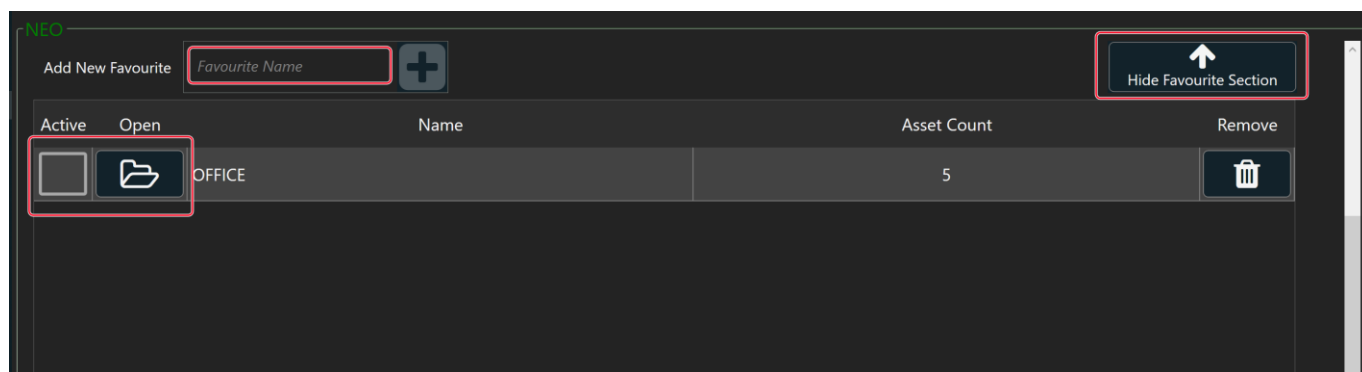 NEO
Add New Favourite Favourite Name
Hide Favourite Section
Active Open Name Asset Count Remove
OFFICE 5